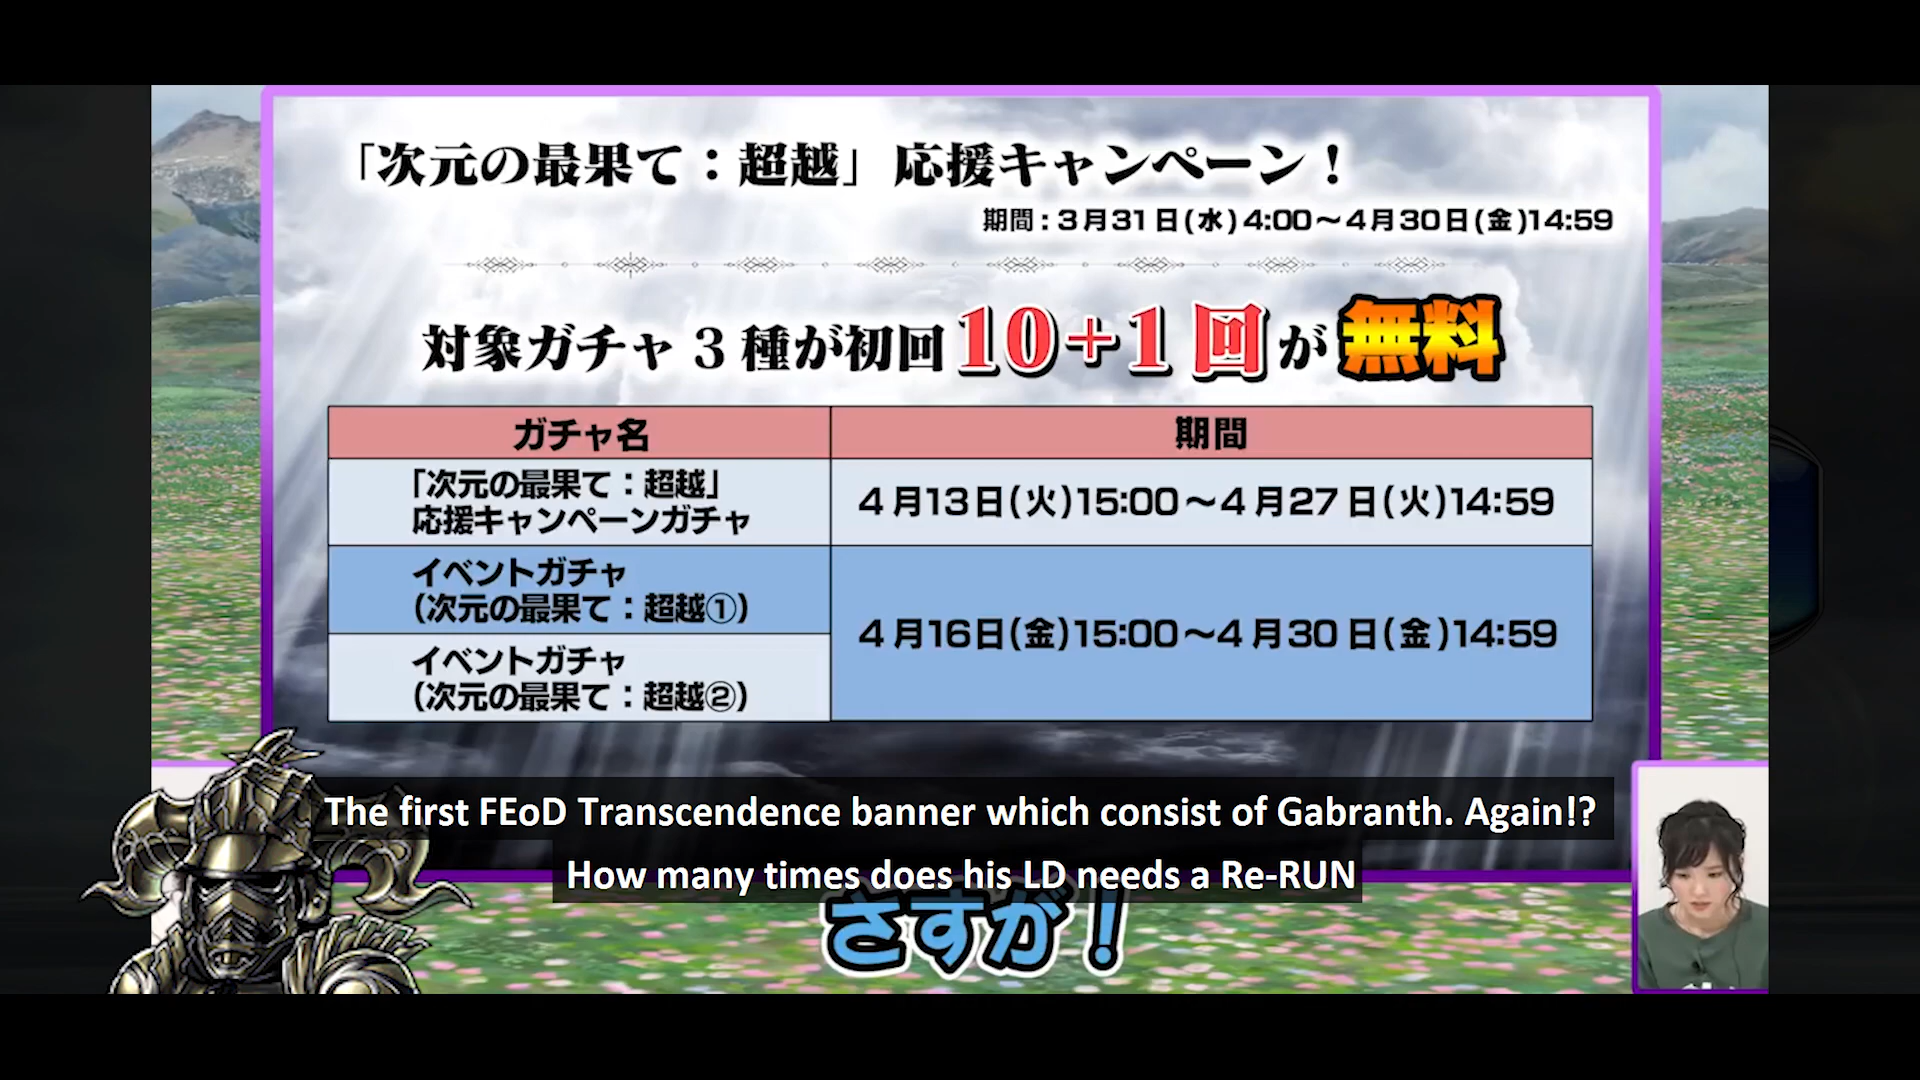 「次元の最果て：超越」応援キャンペーン！
期間：3月31日(水)4:00〜4月30日(金)14:59
対象ガチャ3種が初回10+1回が無料
ガチャ名 期間
「次元の最果て：超越」
応援キャンペーンガチャ
4月13日(火)15:00〜4月27日(火)14:59
イベントガチャ
（次元の最果て：超越①）
4月16日(金)15:00〜4月30日(金)14:59
イベントガチャ
（次元の最果て：超越②）
The first FEoD Transcendence banner which consist of Gabranth. Again!?
How many times does his LD needs a Re-RUN
さすが！